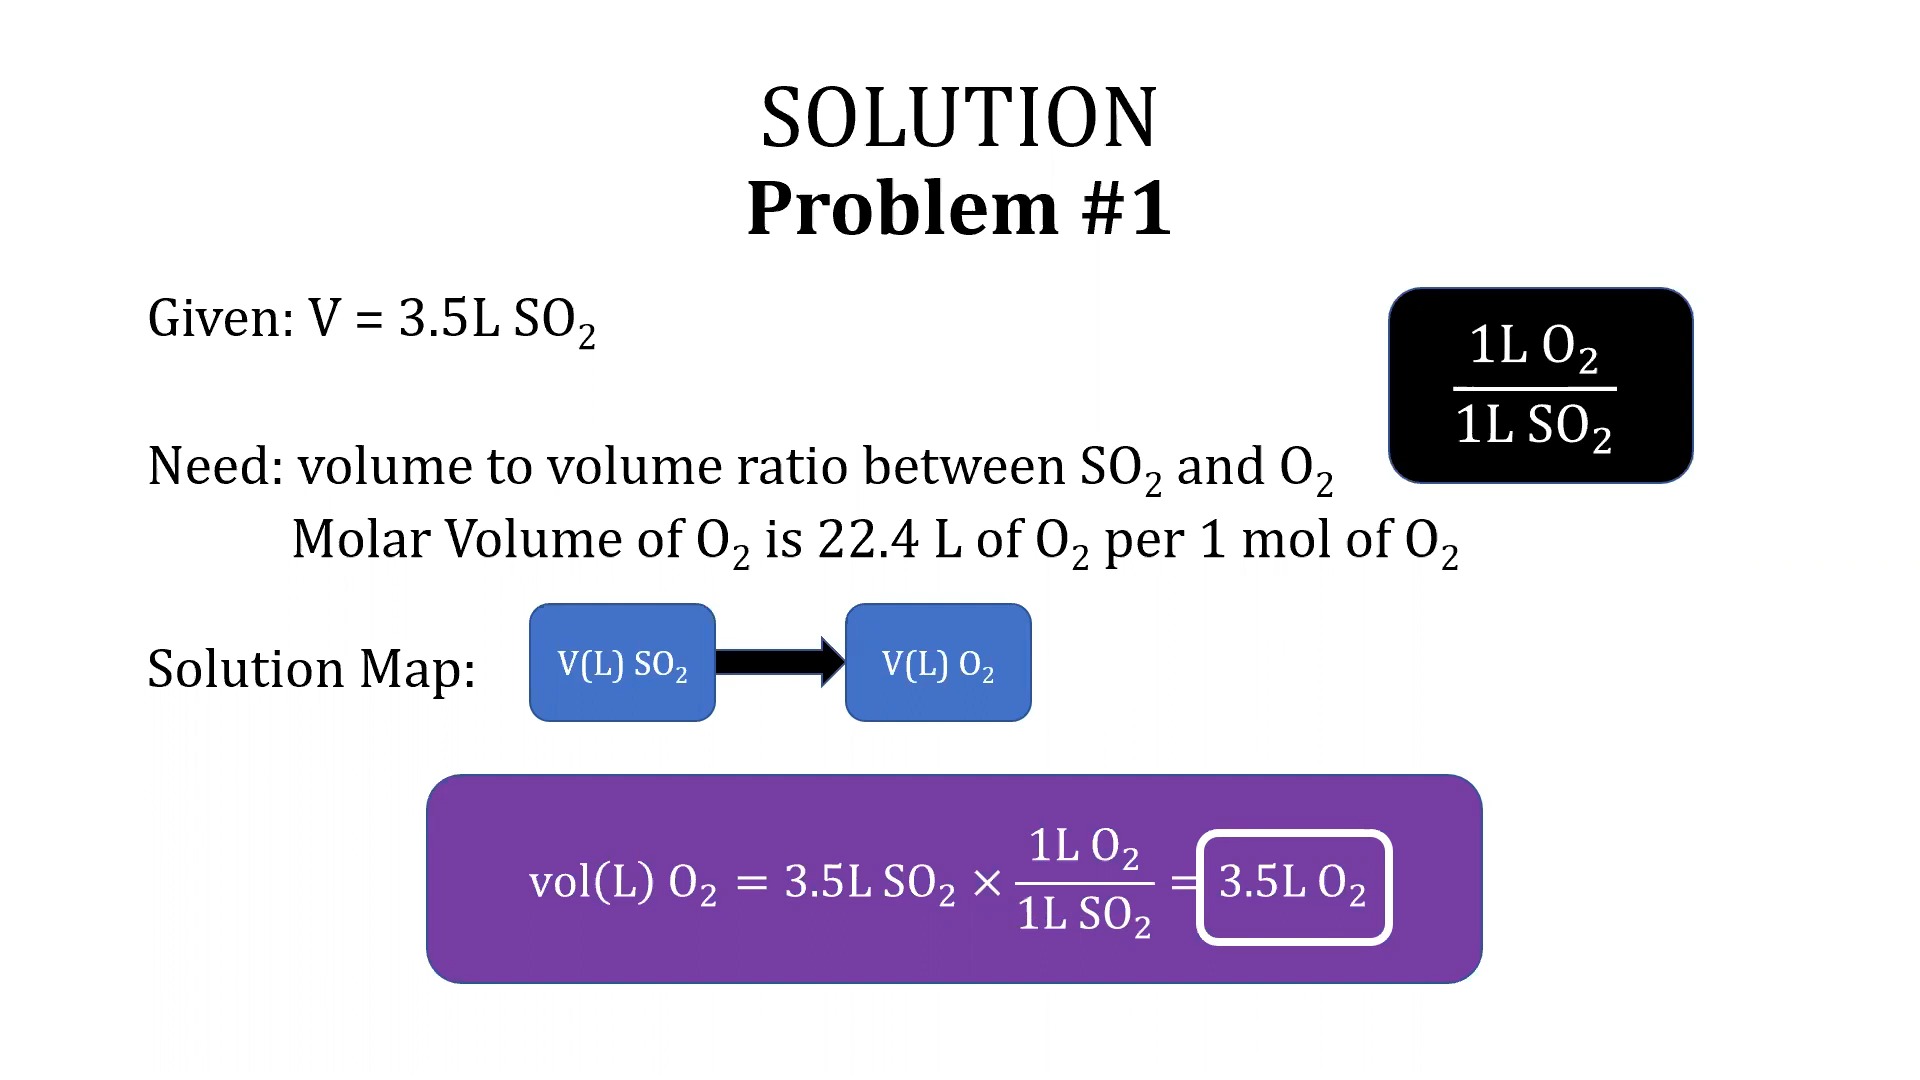 SOLUTION
Problem #1
Given: V = 3.5L SO₂
1L O₂
1L SO₂
Need: volume to volume ratio between SO₂ and O₂
Molar Volume of O₂ is 22.4 L of O₂ per 1 mol of O₂
Solution Map:
V(L) SO₂
V(L) O₂
vol(L) O₂ = 3.5L SO₂ × 1L O₂ / 1L SO₂ = 3.5L O₂